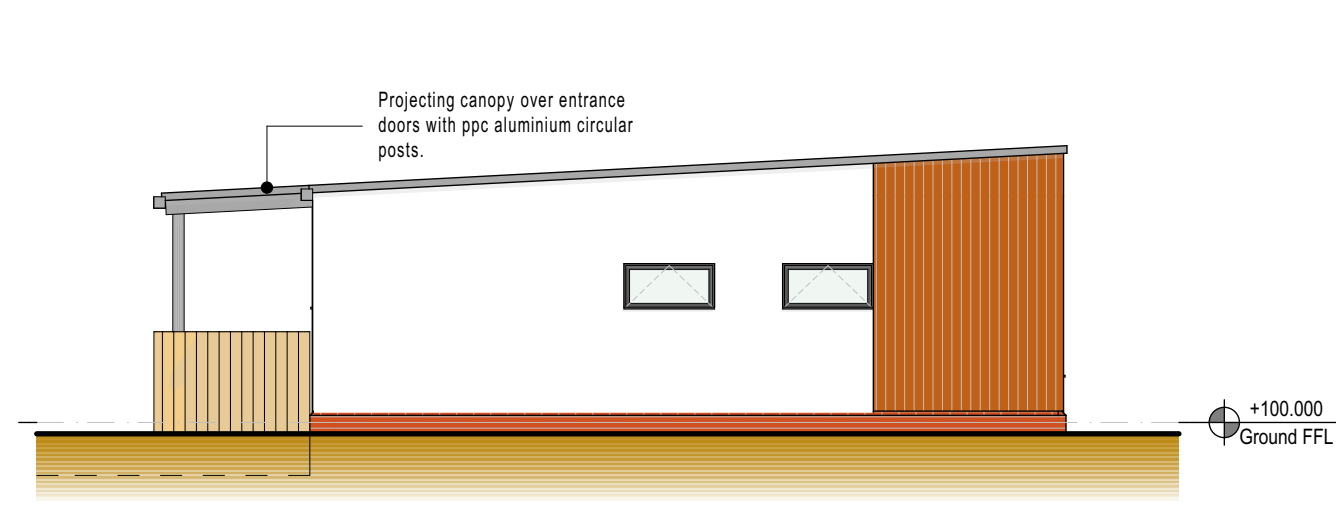 Projecting canopy over entrance
doors with ppc aluminium circular
posts.
+100.000
Ground FFL